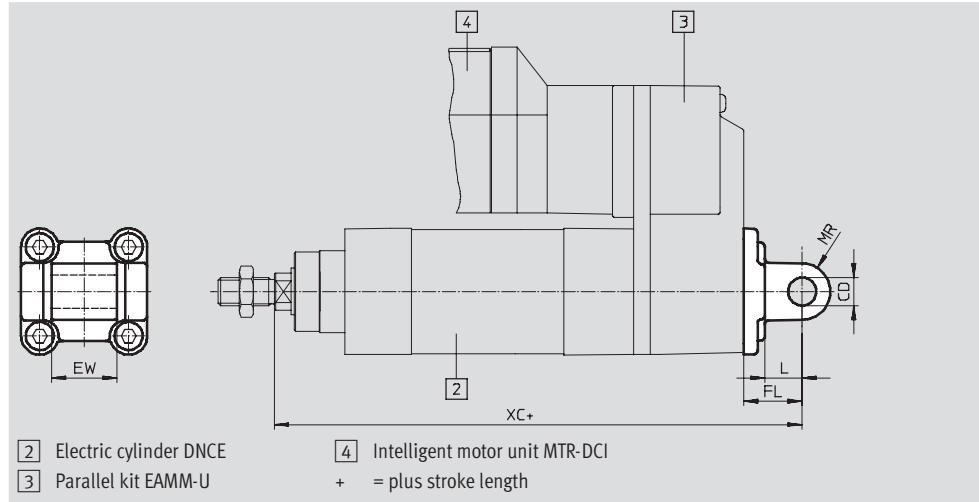 4
3
MR
CD
EW
2
L
FL
XC+
2 Electric cylinder DNCE
4 Intelligent motor unit MTR-DCI
3 Parallel kit EAMM-U
+ = plus stroke length